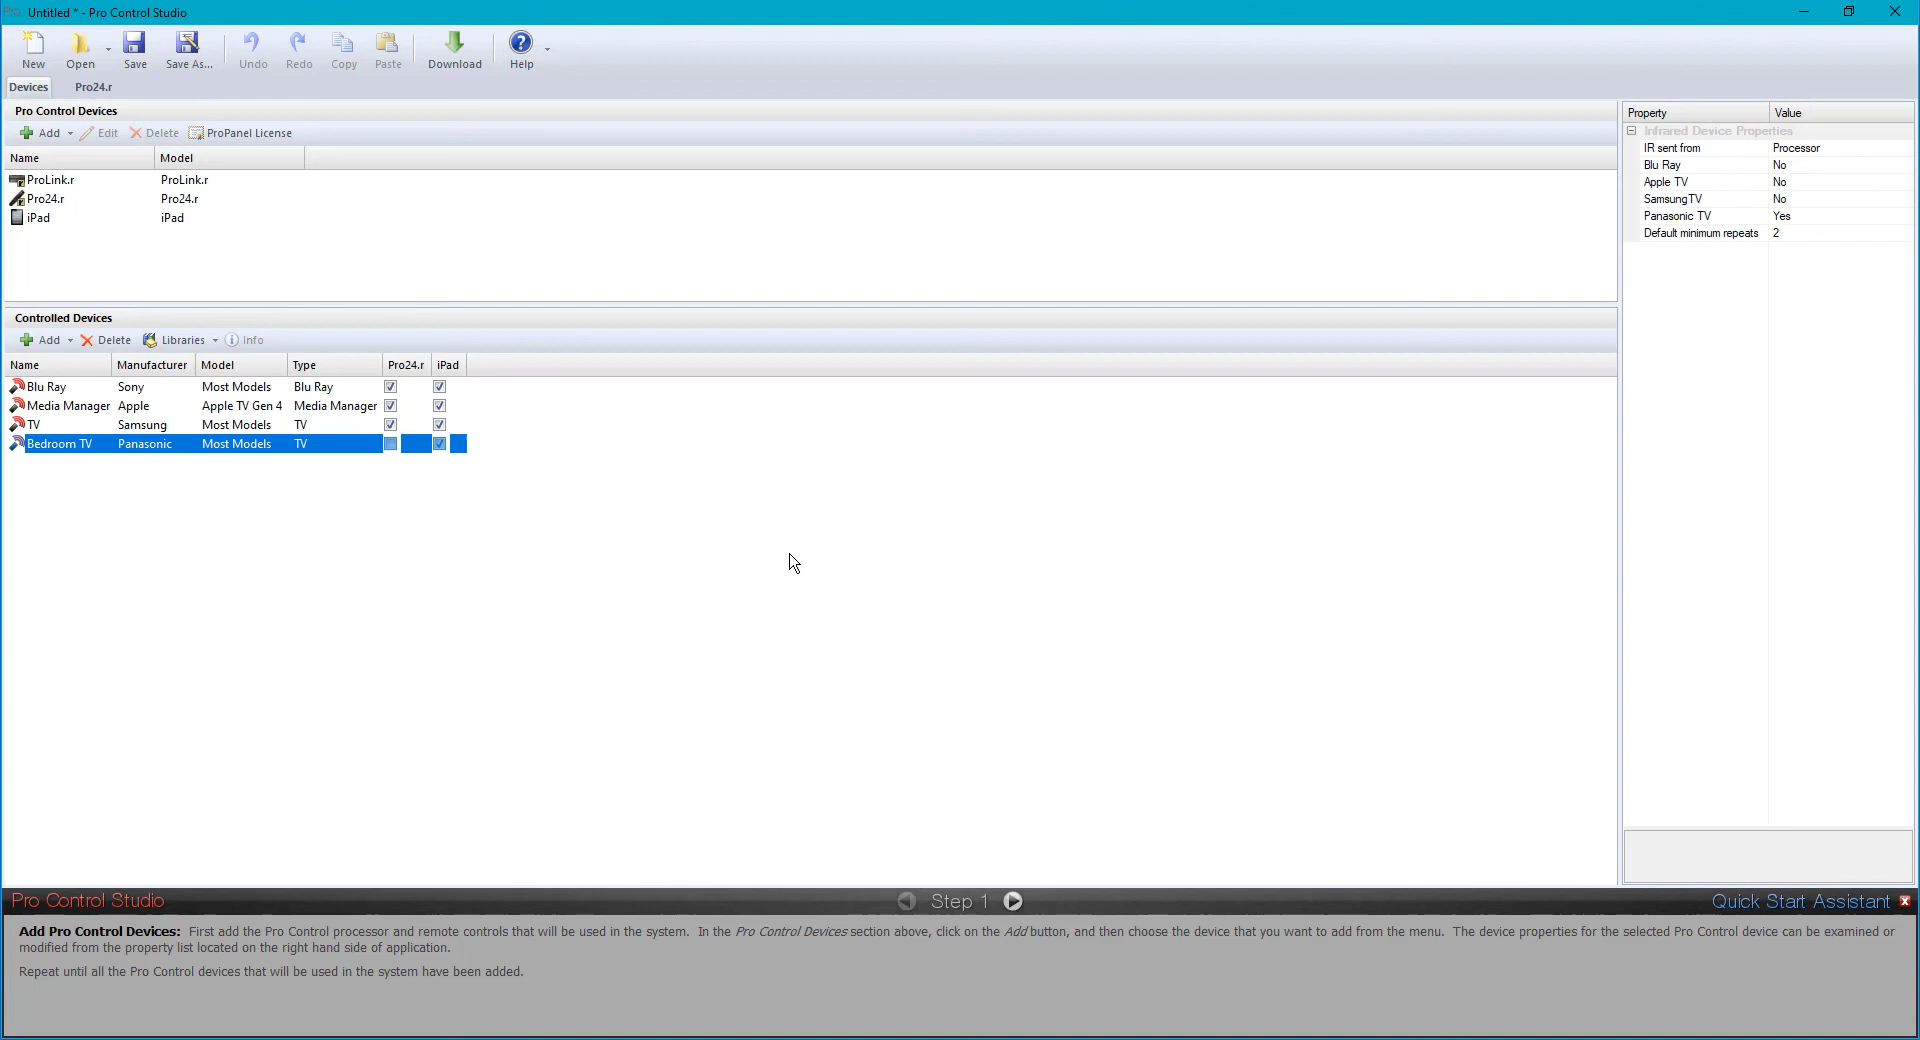 Pro Untitled * - Pro Control Studio
New Open Save Save As... Undo Redo Copy Paste Download Help
Devices Pro24.r
Pro Control Devices
Add Edit Delete ProPanel License
Name Model
ProLink.r ProLink.r
Pro24.r Pro24.r
iPad iPad
Controlled Devices
Add Delete Libraries Info
Name Manufacturer Model Type Pro24.r iPad
Blu Ray Sony Most Models Blu Ray
Media Manager Apple Apple TV Gen 4 Media Manager
TV Samsung Most Models TV
Bedroom TV Panasonic Most Models TV
Property Value
Infrared Device Properties
IR sent from Processor
Blu Ray No
Apple TV No
SamsungTV No
Panasonic TV Yes
Default minimum repeats 2
Pro Control Studio Step 1 Quick Start Assistant
Add Pro Control Devices: First add the Pro Control processor and remote controls that will be used in the system. In the Pro Control Devices section above, click on the Add button, and then choose the device that you want to add from the menu. The device properties for the selected Pro Control device can be examined or
modified from the property list located on the right hand side of application.
Repeat until all the Pro Control devices that will be used in the system have been added.